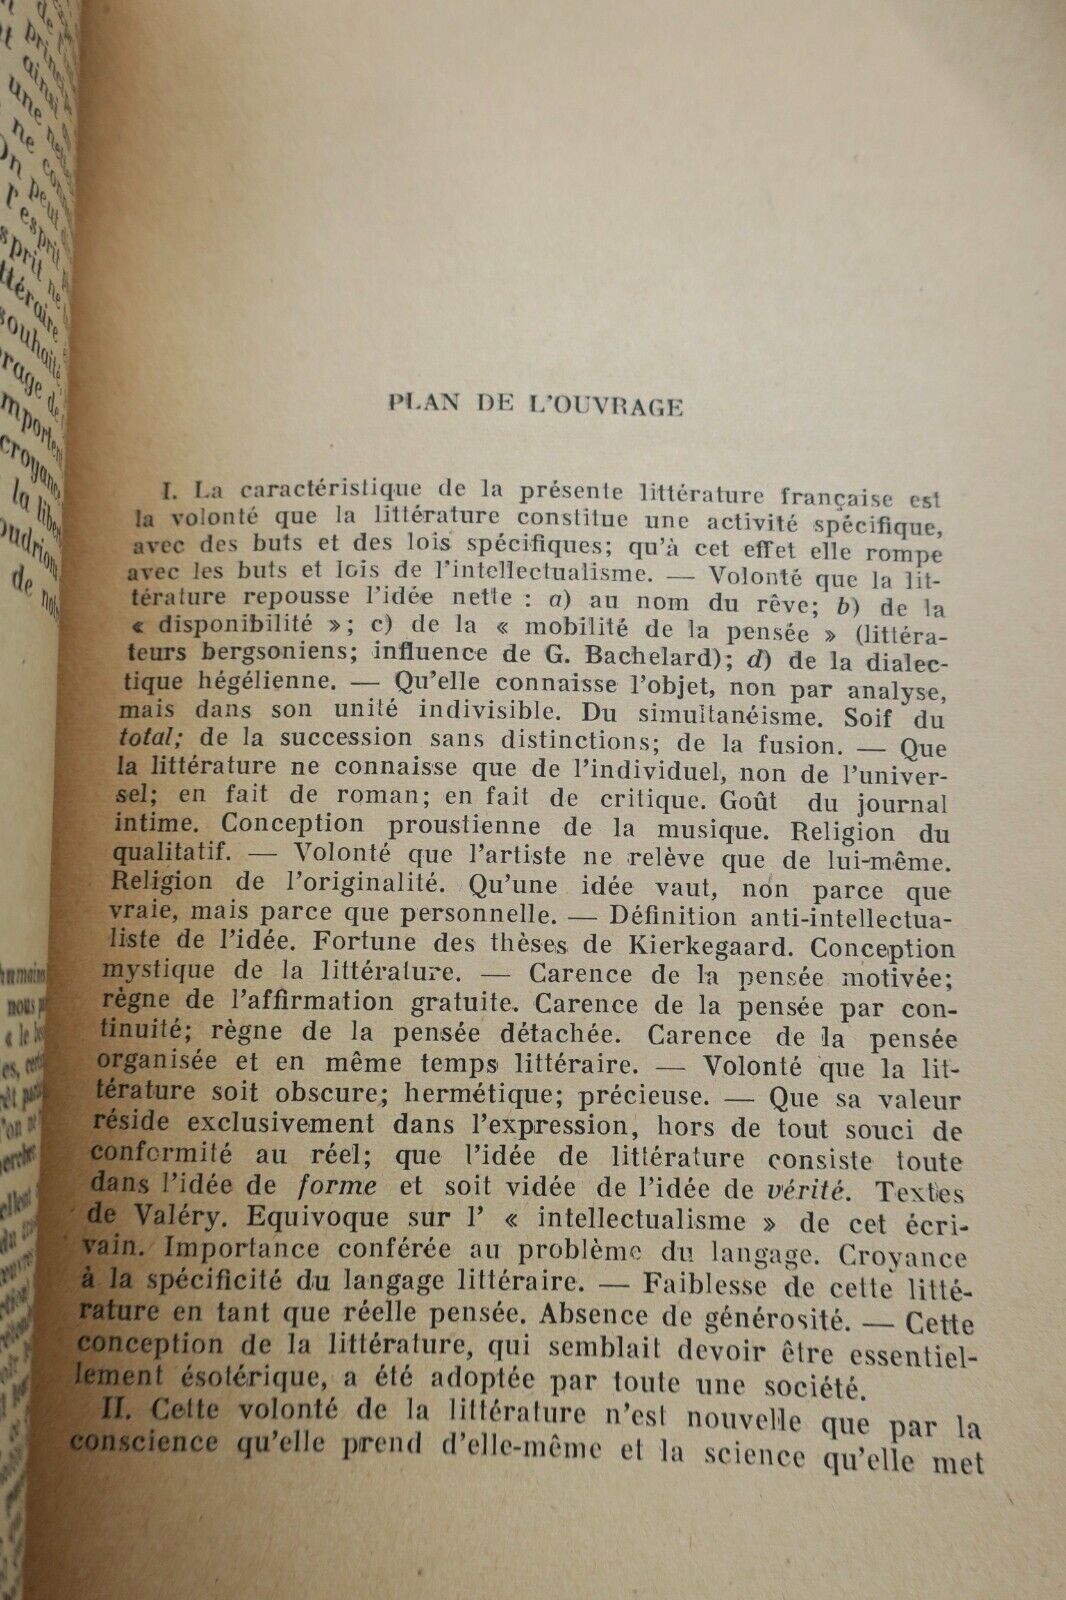 PLAN DE L'OUVRAGE
I. La caractéristique de la présente littérature française est
la volonté que la littérature constitue une activité spécifique,
avec des buts et des lois spécifiques; qu'à cet effet elle rompe
avec les buts et lois de l'intellectualisme. — Volonté que la lit-
térature repousse l'idée nette : a) au nom du rêve; b) de la
« disponibilité »; c) de la « mobilité de la pensée » (littéra-
teurs bergsoniens; influence de G. Bachelard); d) de la dialec-
tique hégélienne. — Qu'elle connaisse l'objet, non par analyse,
mais dans son unité indivisible. Du simultanéisme. Soif du
total; de la succession sans distinctions; de la fusion. — Que
la littérature ne connaisse que de l'individuel, non de l'univer-
sel; en fait de roman; en fait de critique. Goût du journal
intime. Conception proustienne de la musique. Religion du
qualitatif. — Volonté que l'artiste ne relève que de lui-même.
Religion de l'originalité. Qu'une idée vaut, non parce que
vraie, mais parce que personnelle. — Définition anti-intellectua-
liste de l'idée. Fortune des thèses de Kierkegaard. Conception
mystique de la littérature. — Carence de la pensée motivée;
règne de l'affirmation gratuite. Carence de la pensée par con-
tinuité; règne de la pensée détachée. Carence de la pensée
organisée et en même temps littéraire. — Volonté que la lit-
térature soit obscure; hermétique; précieuse. — Que sa valeur
réside exclusivement dans l'expression, hors de tout souci de
conformité au réel; que l'idée de littérature consiste toute
dans l'idée de forme et soit vidée de l'idée de vérité. Textes
de Valéry. Equivoque sur l' « intellectualisme » de cet écri-
vain. Importance conférée au problème du langage. Croyance
à la spécificité du langage littéraire. — Faiblesse de cette litté-
rature en tant que réelle pensée. Absence de générosité. — Cette
conception de la littérature, qui semblait devoir être essentiel-
lement ésotérique, a été adoptée par toute une société.
II. Cette volonté de la littérature n'est nouvelle que par la
conscience qu'elle prend d'elle-même et la science qu'elle met